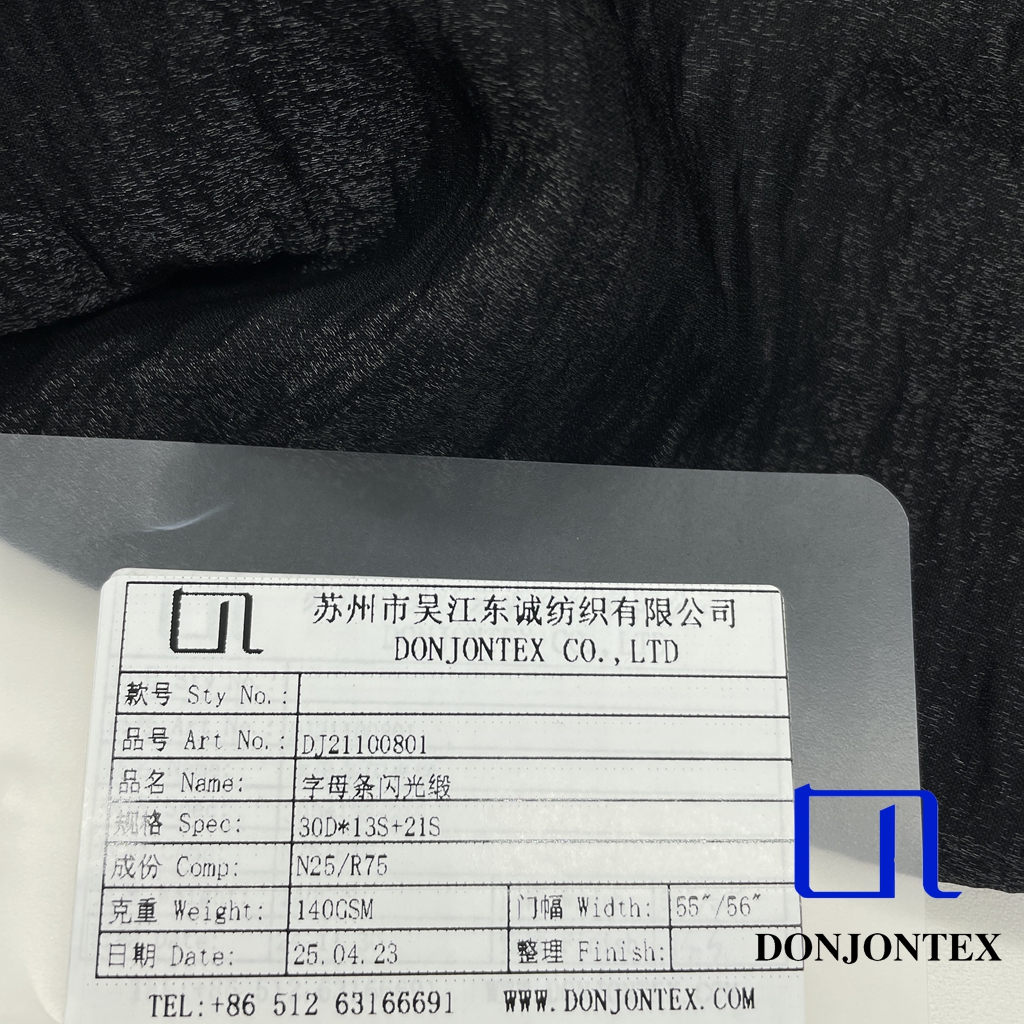 苏州市吴江东诚纺织有限公司
DONJONTEX CO.,LTD
款号 Sty No.:
品号 Art No.: DJ21100801
品名 Name: 字母条闪光缎
规格 Spec: 30D*13S+21S
成份 Comp: N25/R75
克重 Weight: 140GSM 门幅 Width: 55"/56"
日期 Date: 25.04.23 整理 Finish:
TEL:+86 512 63166691 WWW.DONJONTEX.COM
DONJONTEX